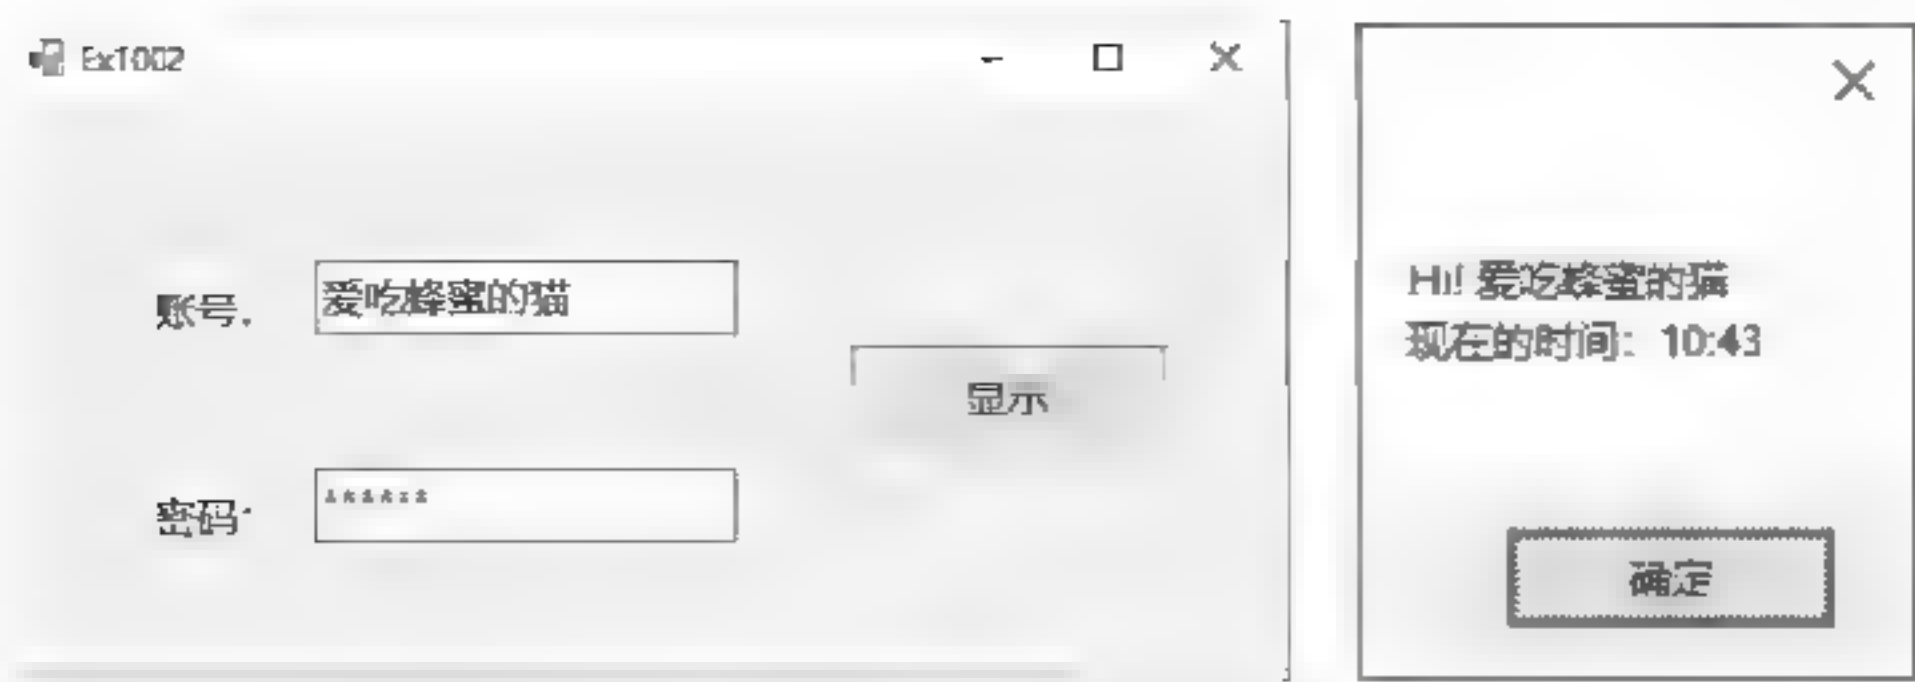 Ex1002
账号:
爱吃蜂蜜的猫
显示
密码:
******
Hi! 爱吃蜂蜜的猫
现在的时间: 10:43
确定